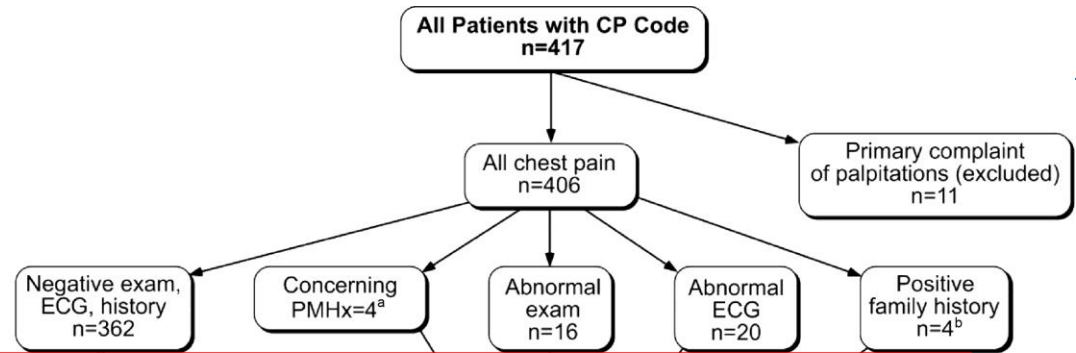 All Patients with CP Code
n=417
All chest pain
n=406
Primary complaint
of palpitations (excluded)
n=11
Negative exam,
ECG, history
n=362
Concerning
PMHx=4ᵃ
Abnormal
exam
n=16
Abnormal
ECG
n=20
Positive
family history
n=4ᵇ